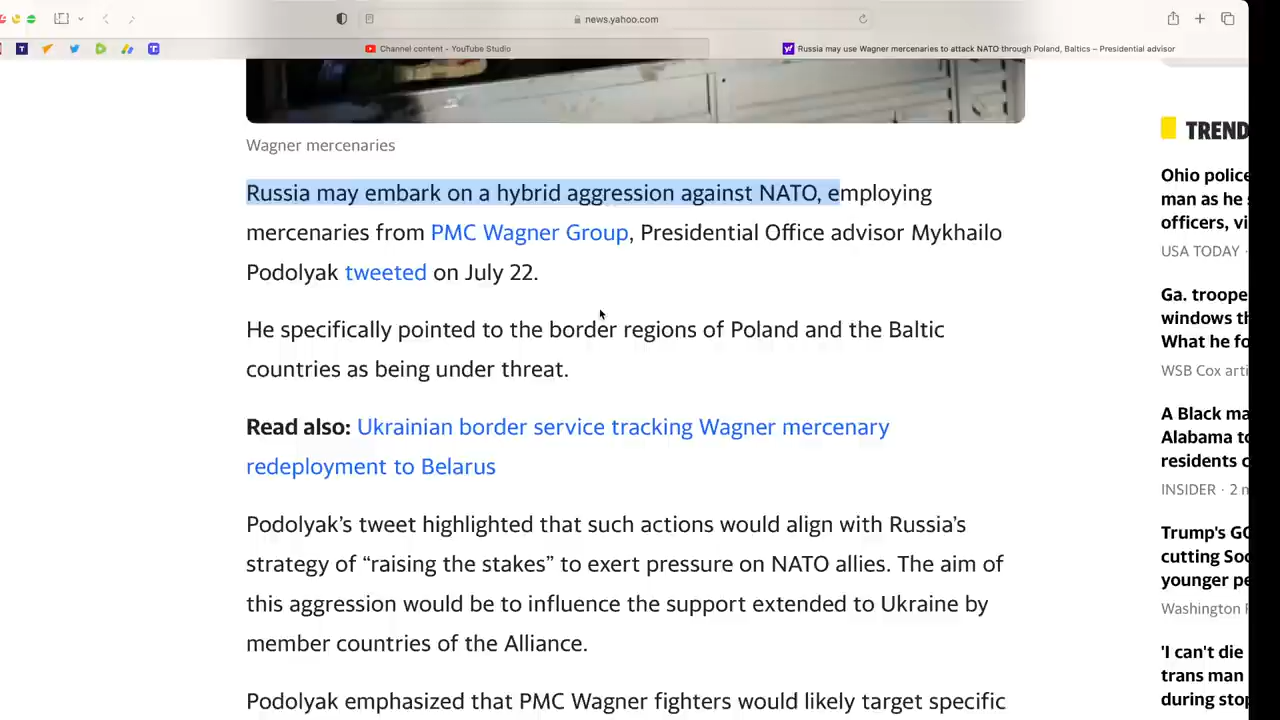 news.yahoo.com
Channel content - YouTube Studio
Russia may use Wagner mercenaries to attack NATO through Poland, Baltics – Presidential advisor
Wagner mercenaries
Russia may embark on a hybrid aggression against NATO, employing
mercenaries from PMC Wagner Group, Presidential Office advisor Mykhailo
Podolyak tweeted on July 22.
He specifically pointed to the border regions of Poland and the Baltic
countries as being under threat.
Read also: Ukrainian border service tracking Wagner mercenary
redeployment to Belarus
Podolyak’s tweet highlighted that such actions would align with Russia’s
strategy of “raising the stakes” to exert pressure on NATO allies. The aim of
this aggression would be to influence the support extended to Ukraine by
member countries of the Alliance.
Podolyak emphasized that PMC Wagner fighters would likely target specific
TREND
Ohio police
man as he
officers, vi
USA TODAY ·
Ga. troope
windows th
What he fo
WSB Cox arti
A Black ma
Alabama to
residents c
INSIDER · 2 m
Trump's GO
cutting Soc
younger pe
Washington
'I can't die
trans man
during stop